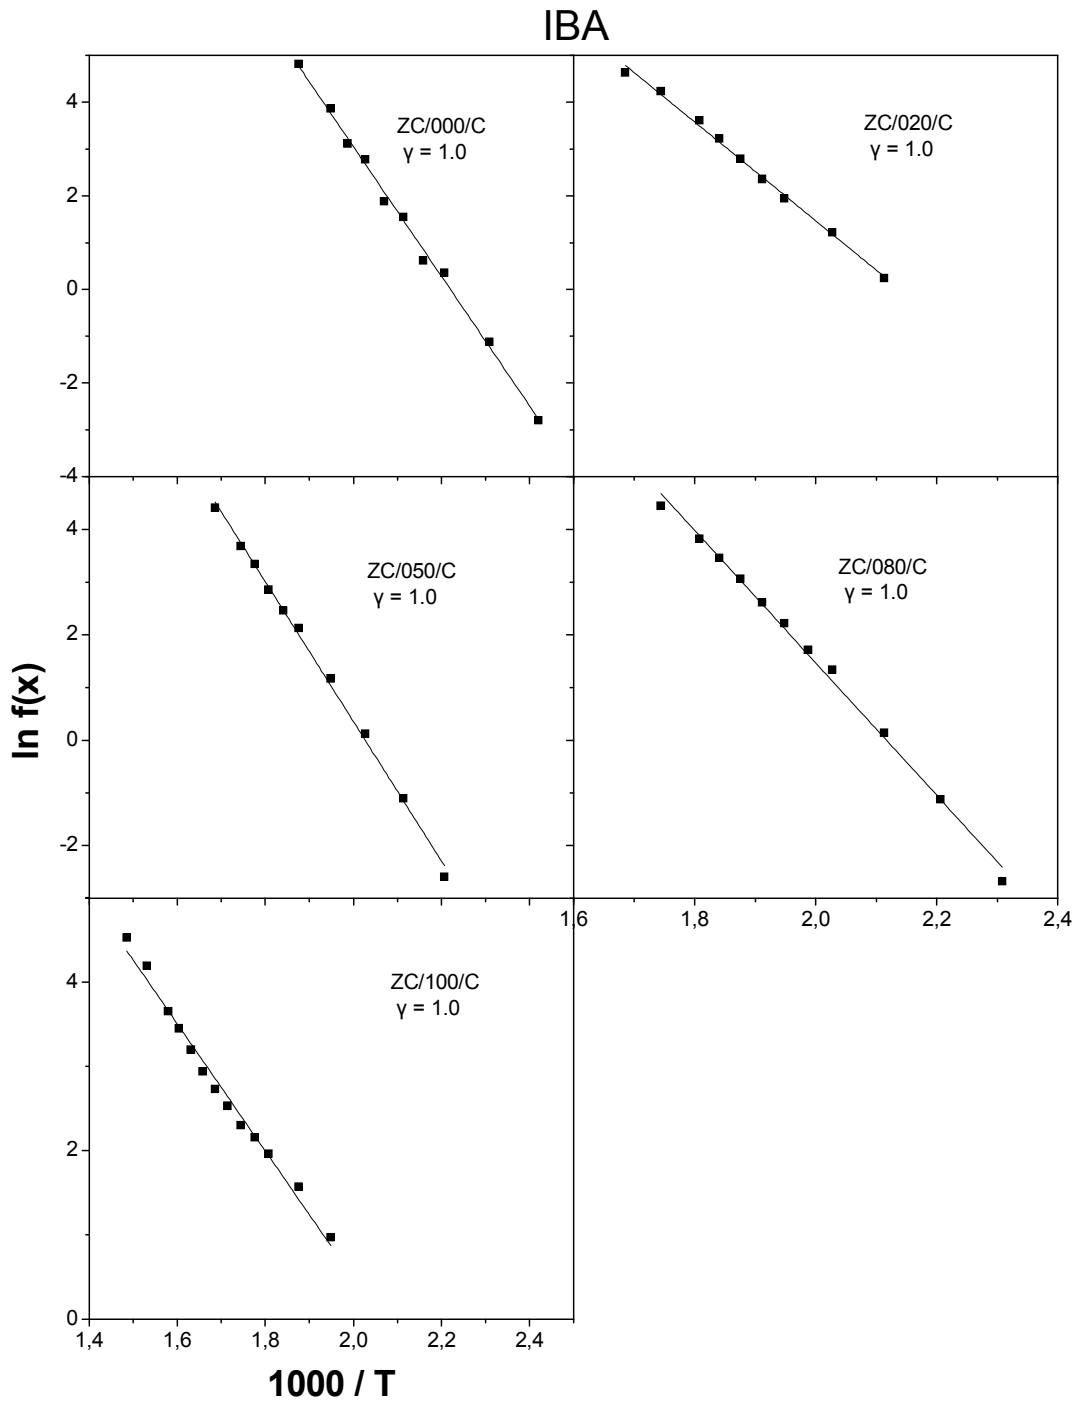 IBA
4
2
0
-2
-4
ZC/000/C
γ = 1.0
ZC/020/C
γ = 1.0
ln f(x)
4
2
0
-2
ZC/050/C
γ = 1.0
ZC/080/C
γ = 1.0
1,6 1,8 2,0 2,2 2,4
4
2
0
ZC/100/C
γ = 1.0
1,4 1,6 1,8 2,0 2,2 2,4
1000 / T